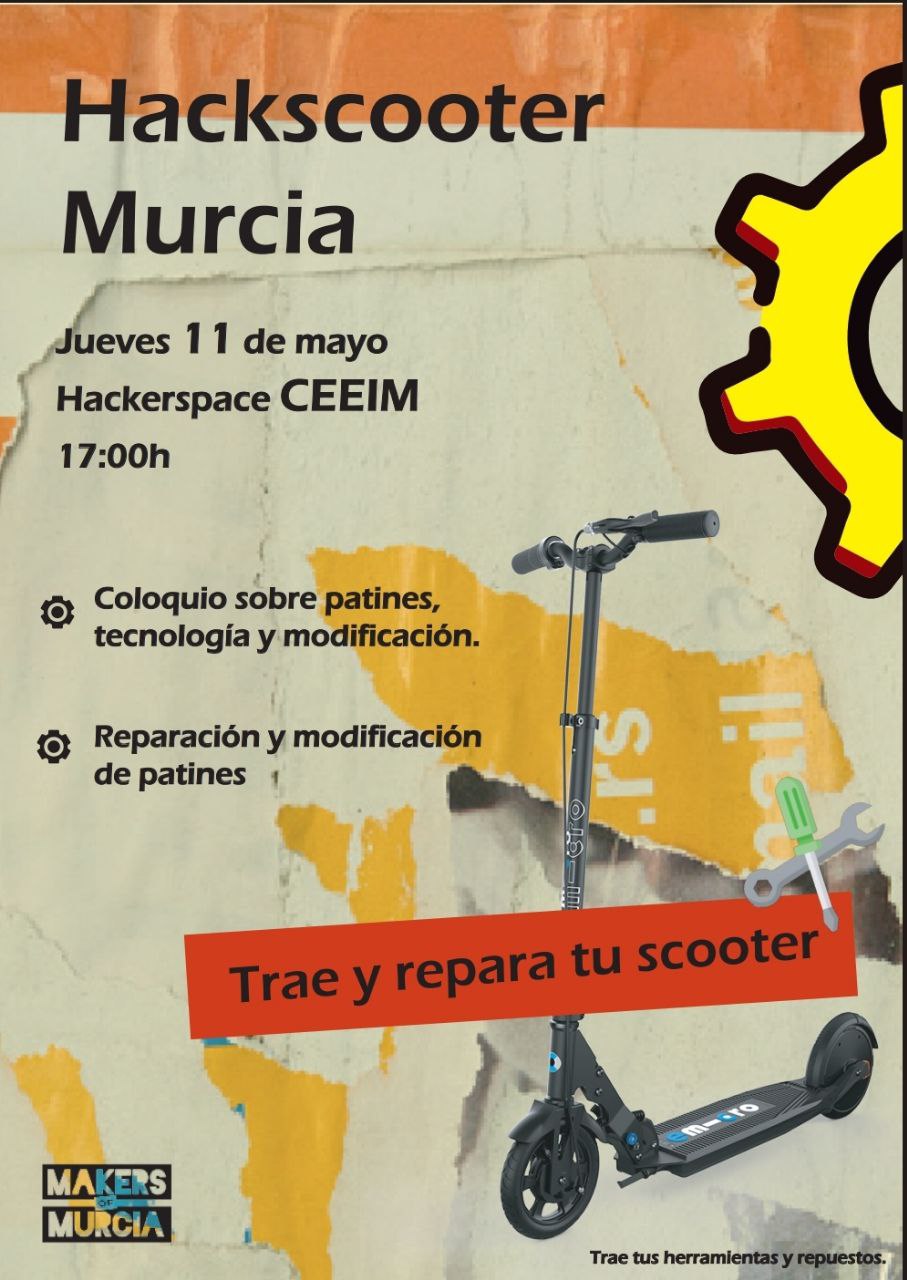 Hackscooter
Murcia
Jueves 11 de mayo
Hackerspace CEEIM
17:00h
Coloquio sobre patines,
tecnología y modificación.
Reparación y modificación
de patines
Trae y repara tu scooter
em-cro
MAKERS
OF
MURCIA
Trae tus herramientas y repuestos.